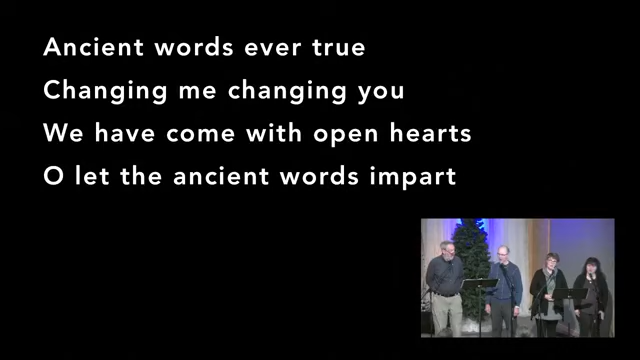 Ancient words ever true
Changing me changing you
We have come with open hearts
O let the ancient words impart